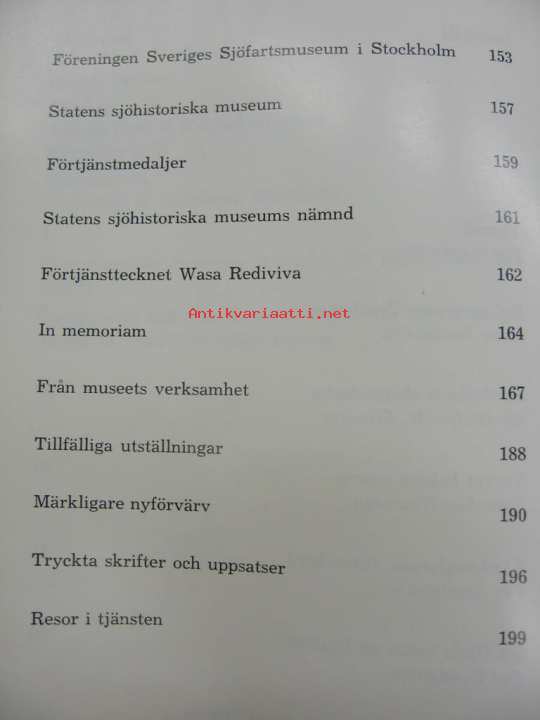 Föreningen Sveriges Sjöfartsmuseum i Stockholm 153
Statens sjöhistoriska museum 157
Förtjänstmedaljer 159
Statens sjöhistoriska museums nämnd 161
Förtjänsttecknet Wasa Rediviva 162
Antikvariaatti.net
In memoriam 164
Från museets verksamhet 167
Tillfälliga utställningar 188
Märkligare nyförvärv 190
Tryckta skrifter och uppsatser 196
Resor i tjänsten 199